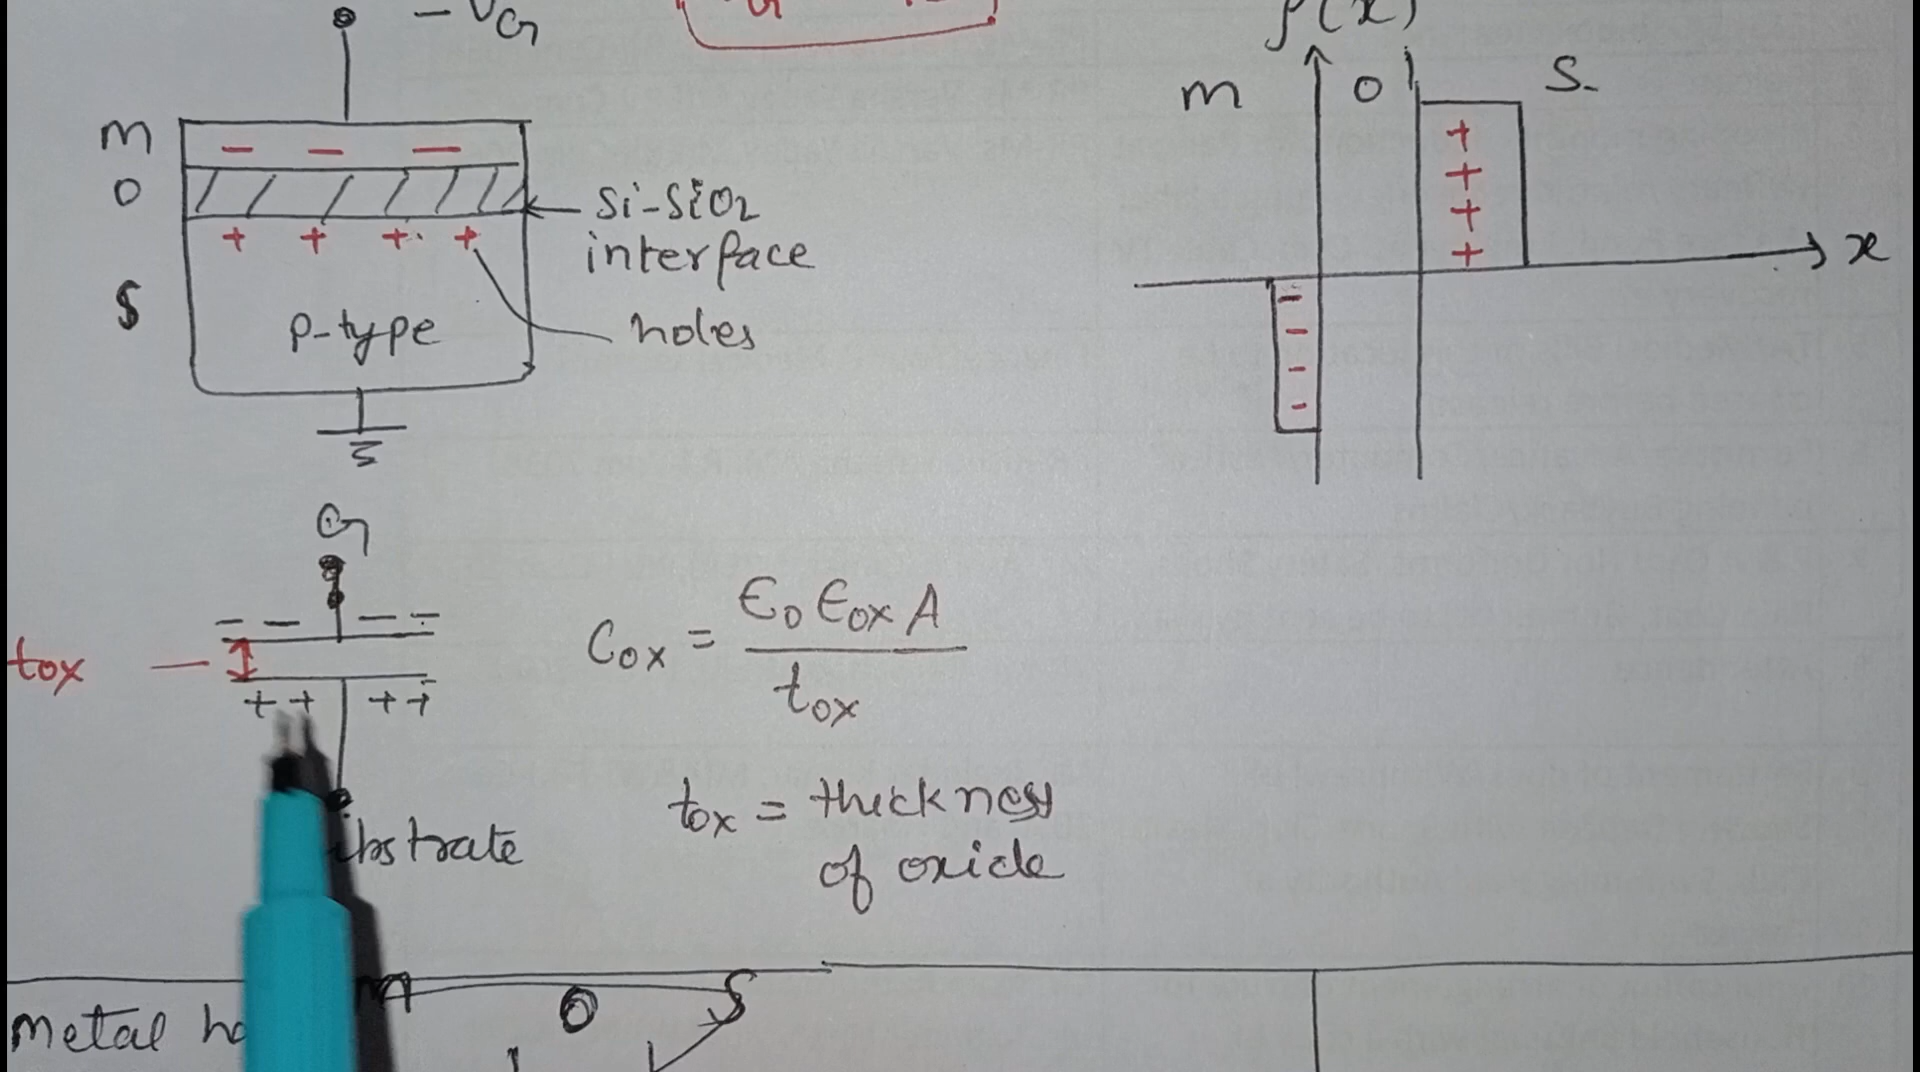 - VG
ρ(x)
M
- - -
O
S
+ + + +
Si-SiO2
interface
P-type
holes
m
O
S
+
+
+
+
x
-
-
-
-
G
- - - -
tox
+ + + +
Cox = ϵ0 ϵox A
tox
tox = thickness
of oxide
bstrate
Metal
m
O
S